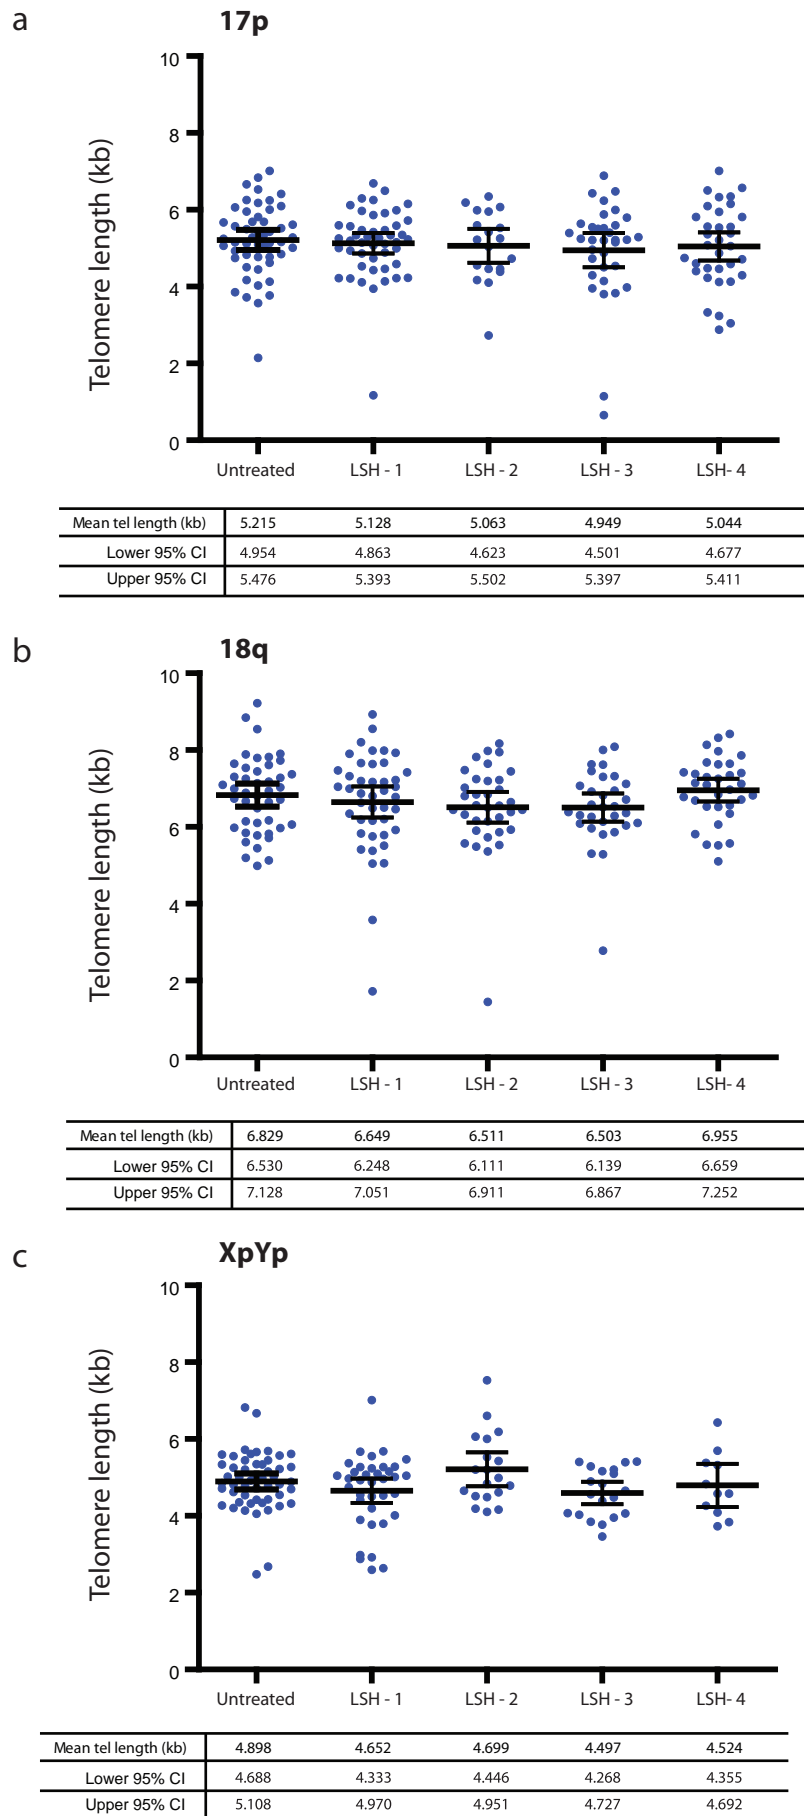 a
17p
10
8
6
4
2
0
Telomere length (kb)
Untreated LSH - 1 LSH - 2 LSH - 3 LSH- 4
Mean tel length (kb) 5.215 5.128 5.063 4.949 5.044
Lower 95% CI 4.954 4.863 4.623 4.501 4.677
Upper 95% CI 5.476 5.393 5.502 5.397 5.411
b
18q
10
8
6
4
2
0
Telomere length (kb)
Untreated LSH - 1 LSH - 2 LSH - 3 LSH- 4
Mean tel length (kb) 6.829 6.649 6.511 6.503 6.955
Lower 95% CI 6.530 6.248 6.111 6.139 6.659
Upper 95% CI 7.128 7.051 6.911 6.867 7.252
c
XpYp
10
8
6
4
2
0
Telomere length (kb)
Untreated LSH - 1 LSH - 2 LSH - 3 LSH- 4
Mean tel length (kb) 4.898 4.652 4.699 4.497 4.524
Lower 95% CI 4.688 4.333 4.446 4.268 4.355
Upper 95% CI 5.108 4.970 4.951 4.727 4.692